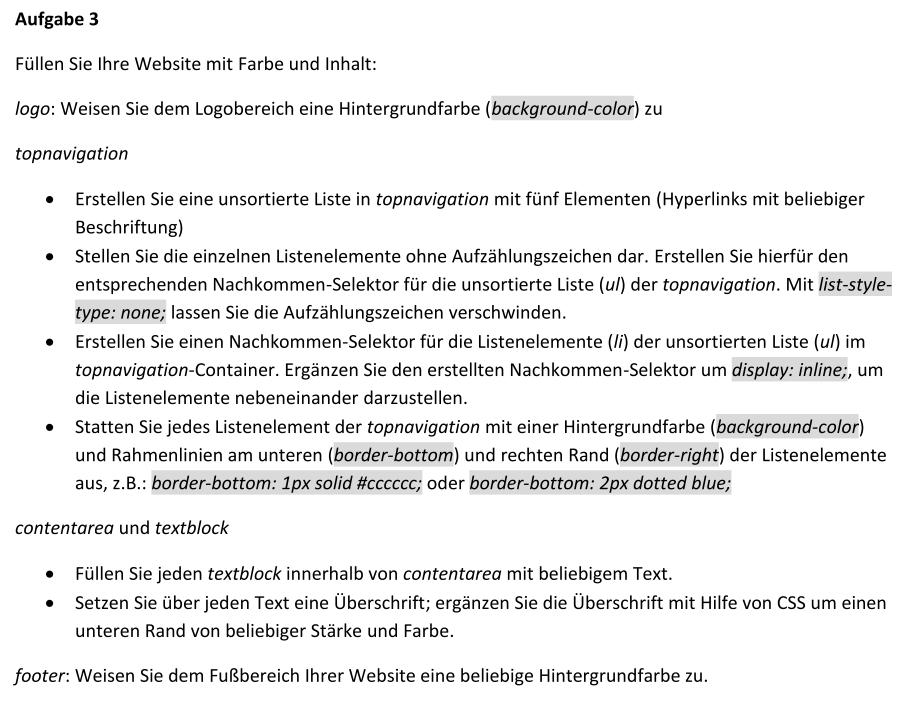 Aufgabe 3
Füllen Sie Ihre Website mit Farbe und Inhalt:
logo: Weisen Sie dem Logobereich eine Hintergrundfarbe (background-color) zu
topnavigation
• Erstellen Sie eine unsortierte Liste in topnavigation mit fünf Elementen (Hyperlinks mit beliebiger
Beschriftung)
• Stellen Sie die einzelnen Listenelemente ohne Aufzählungszeichen dar. Erstellen Sie hierfür den
entsprechenden Nachkommen-Selektor für die unsortierte Liste (ul) der topnavigation. Mit list-style-
type: none; lassen Sie die Aufzählungszeichen verschwinden.
• Erstellen Sie einen Nachkommen-Selektor für die Listenelemente (li) der unsortierten Liste (ul) im
topnavigation-Container. Ergänzen Sie den erstellten Nachkommen-Selektor um display: inline;, um
die Listenelemente nebeneinander darzustellen.
• Statten Sie jedes Listenelement der topnavigation mit einer Hintergrundfarbe (background-color)
und Rahmenlinien am unteren (border-bottom) und rechten Rand (border-right) der Listenelemente
aus, z.B.: border-bottom: 1px solid #cccccc; oder border-bottom: 2px dotted blue;
contentarea und textblock
• Füllen Sie jeden textblock innerhalb von contentarea mit beliebigem Text.
• Setzen Sie über jeden Text eine Überschrift; ergänzen Sie die Überschrift mit Hilfe von CSS um einen
unteren Rand von beliebiger Stärke und Farbe.
footer: Weisen Sie dem Fußbereich Ihrer Website eine beliebige Hintergrundfarbe zu.